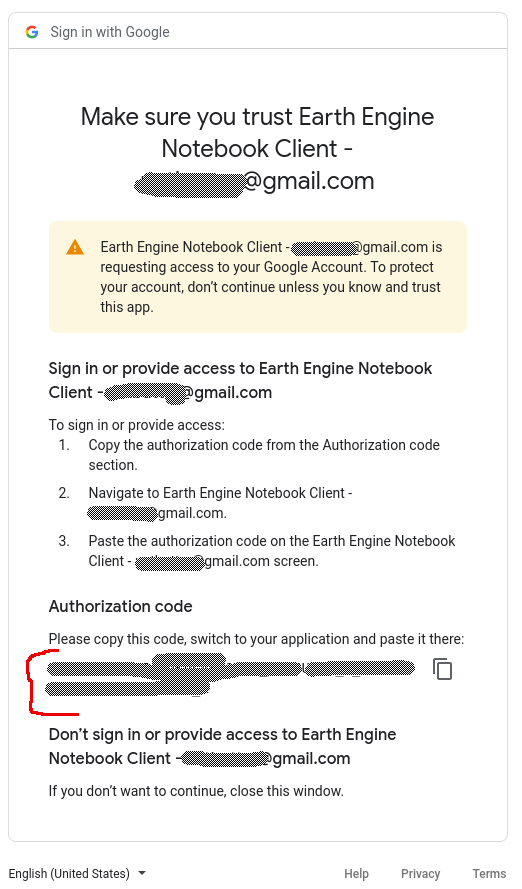 Sign in with Google
Make sure you trust Earth Engine
Notebook Client -
@gmail.com
Earth Engine Notebook Client - @gmail.com is
requesting access to your Google Account. To protect
your account, don’t continue unless you know and trust
this app.
Sign in or provide access to Earth Engine Notebook
Client - @gmail.com
To sign in or provide access:
1. Copy the authorization code from the Authorization code
section.
2. Navigate to Earth Engine Notebook Client -
gmail.com.
3. Paste the authorization code on the Earth Engine Notebook
Client - @gmail.com screen.
Authorization code
Please copy this code, switch to your application and paste it there:
Don’t sign in or provide access to Earth Engine
Notebook Client - @gmail.com
If you don’t want to continue, close this window.
English (United States) Help Privacy Terms